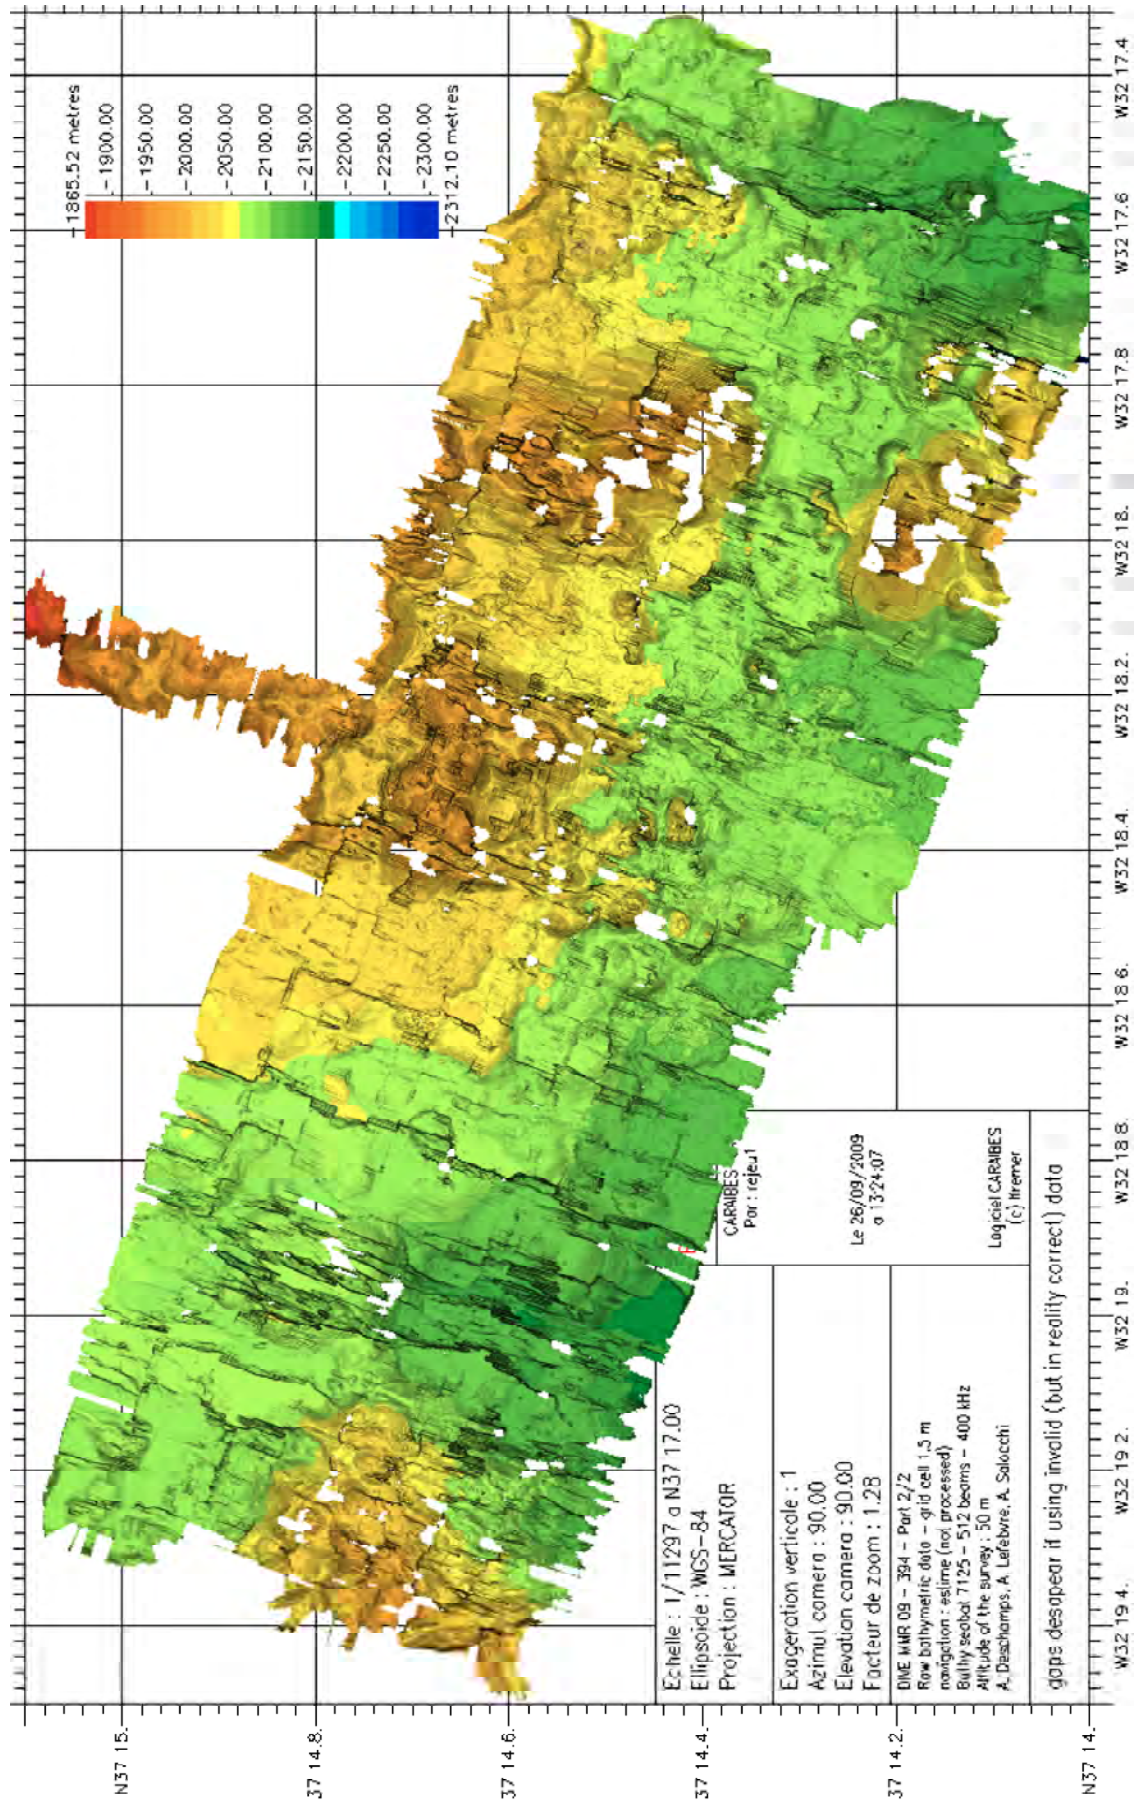 -1865.52 metres
-1900.00
-1950.00
-2000.00
-2050.00
-2100.00
-2150.00
-2200.00
-2250.00
-2300.00
-2312.10 metres
N37 15.
37 14.8.
37 14.6.
37 14.4.
37 14.2.
N37 14.
W32 19.4.
W32 19.2.
W32 19.
W32 18.8.
W32 18.6.
W32 18.4.
W32 18.2.
W32 18.
W32 17.8
W32 17.6
W32 17.4
Echelle : 1/11297 a N37 17.00
Ellipsoide : WGS-84
Projection : MERCATOR
Exageration verticale : 1
Azimut camera : 90.00
Elevation camera : 90.00
Facteur de zoom : 1.28
DIVE MMR 09 - 394 - Part 2/2
Raw bathymetric data - grid cell 1.5 m
navigation : estime (not processed)
Bathy seabat 7125 - 512 beams - 400 kHz
Altitude of the survey : 50 m
A. Deschamps, A. Lefebvre, A. Salocchi
CARAIBES
Par : rejeu1
Le 26/09/2009
a 13:24:07
Logiciel CARAIBES
(c) Ifremer
gaps desapear if using invalid (but in reality correct) data